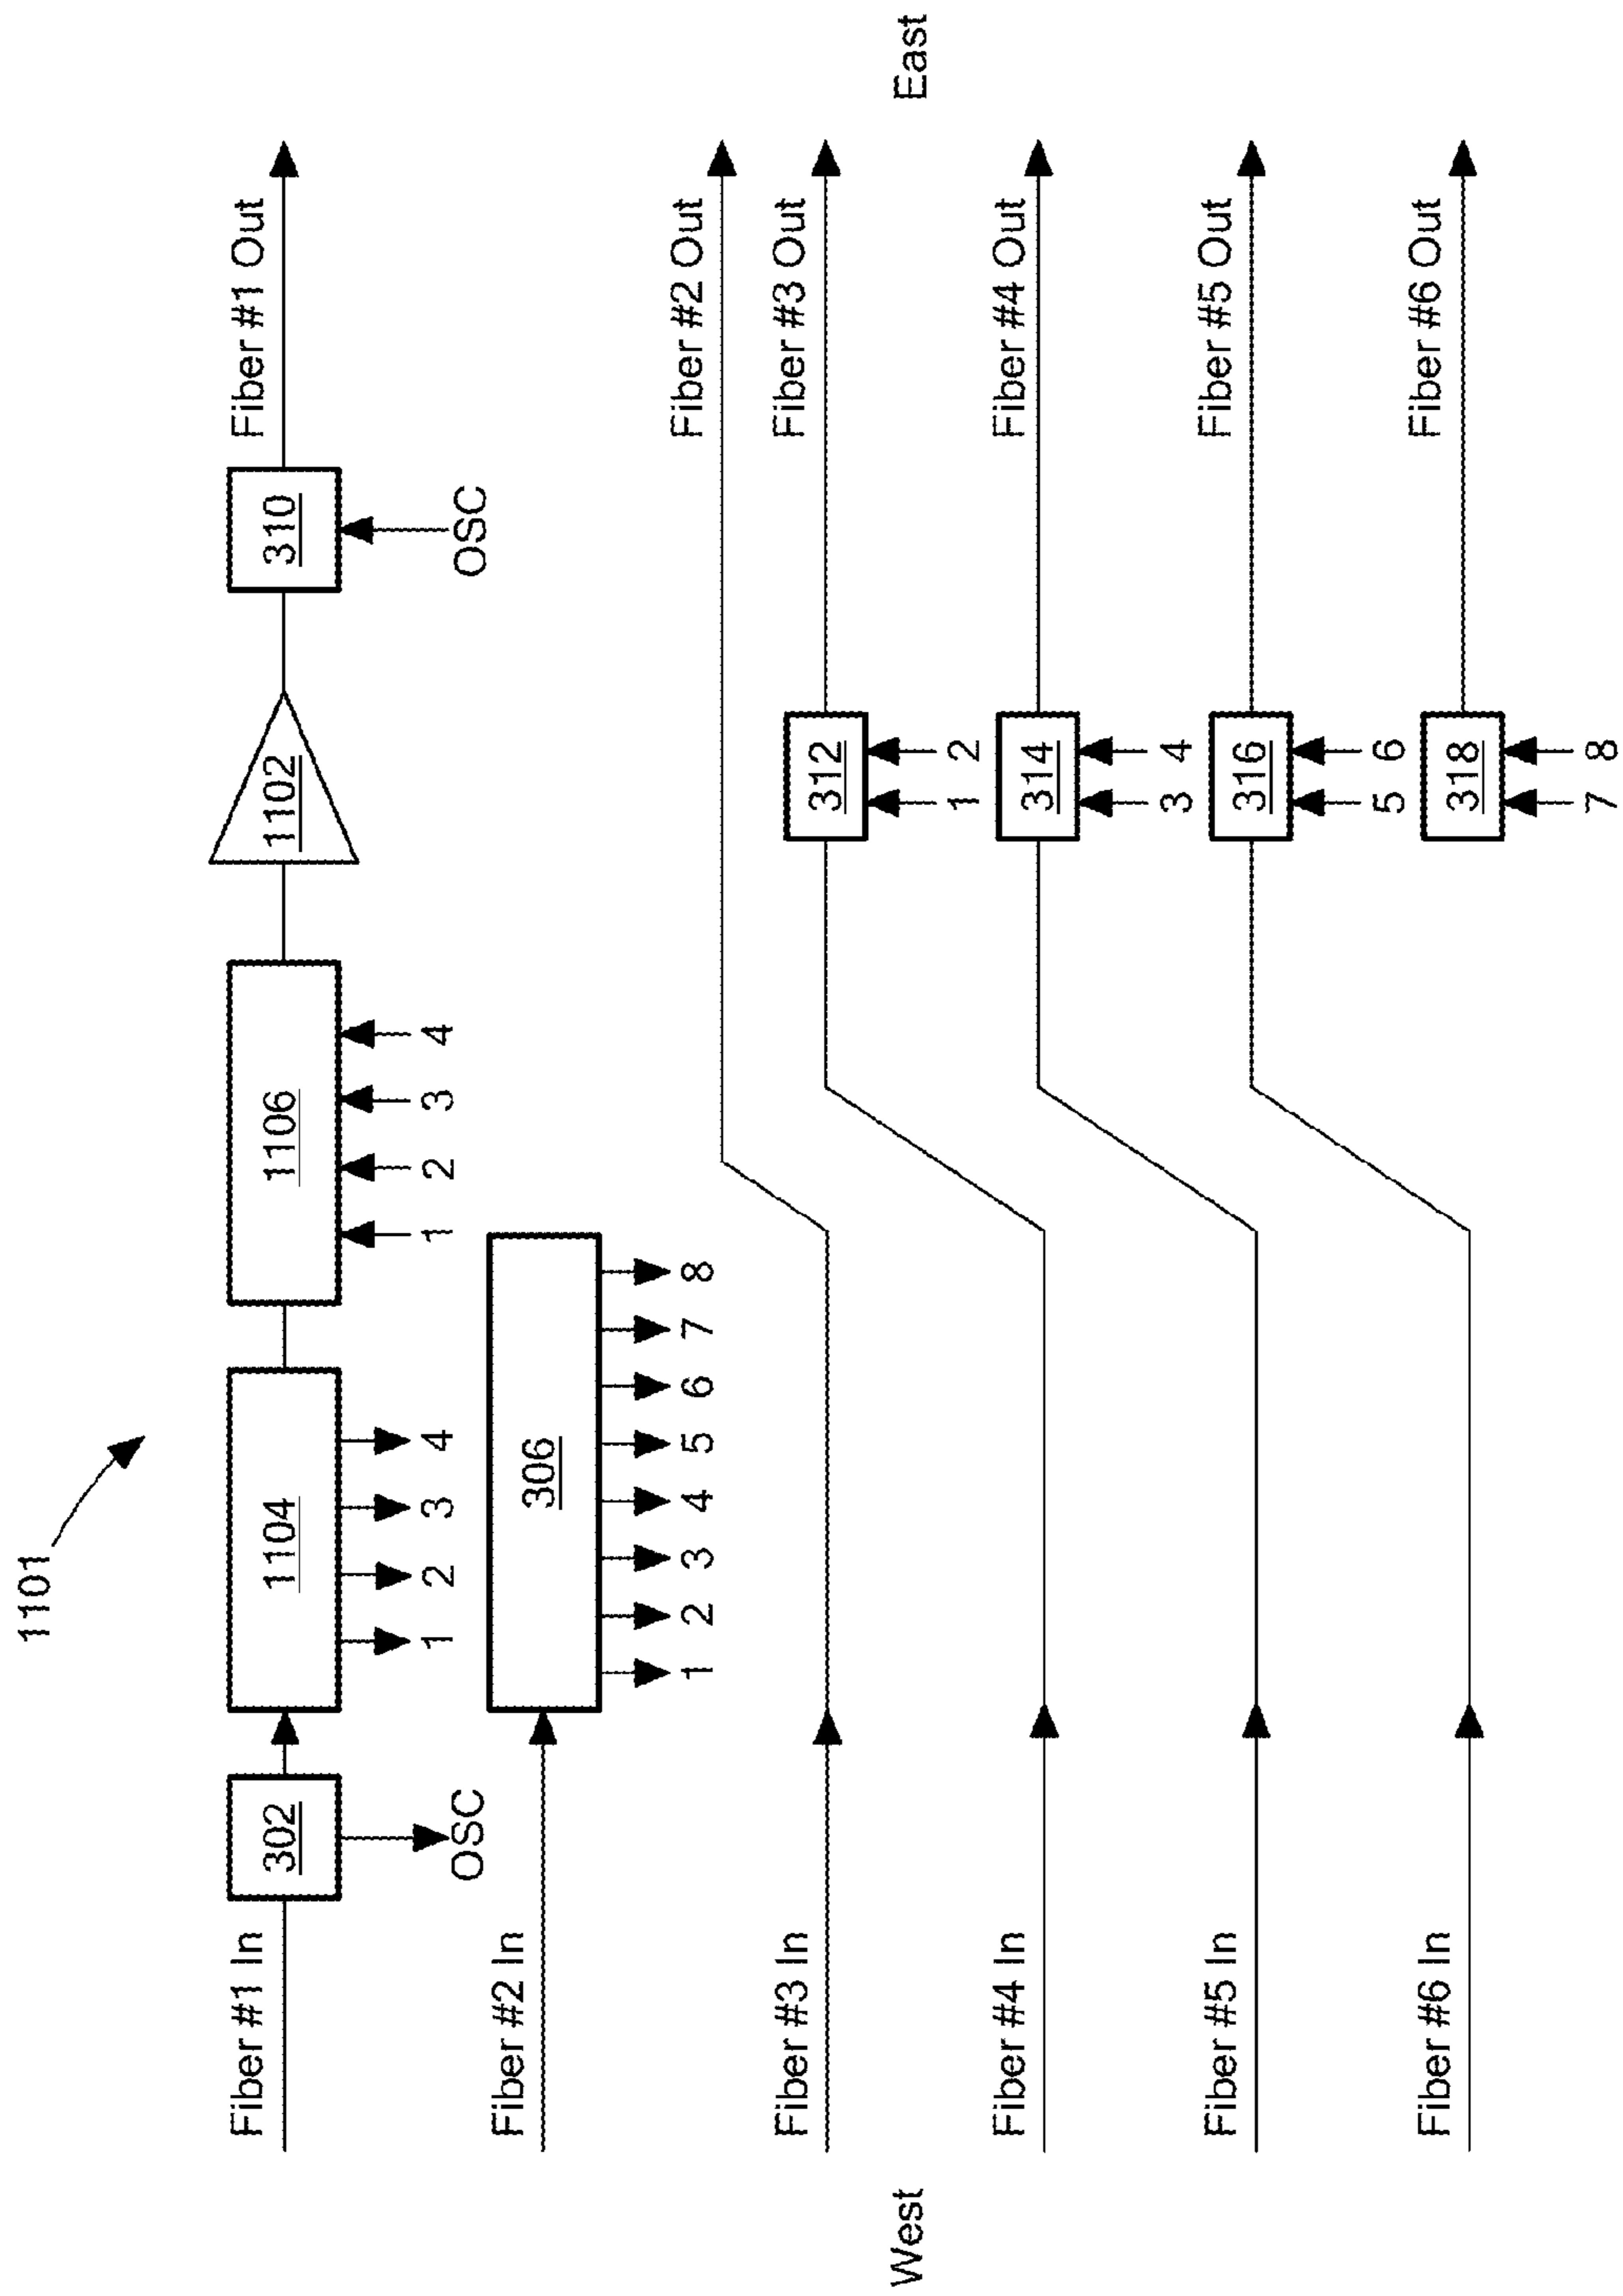 1101
Fiber #1 In
302
OSC
1104
1 2 3 4
1106
1 2 3 4
1102
310
OSC
Fiber #1 Out
Fiber #2 In
306
1 2 3 4 5 6 7 8
Fiber #2 Out
Fiber #3 In
312
1 2
Fiber #3 Out
West
East
Fiber #4 In
314
3 4
Fiber #4 Out
Fiber #5 In
316
5 6
Fiber #5 Out
Fiber #6 In
318
7 8
Fiber #6 Out